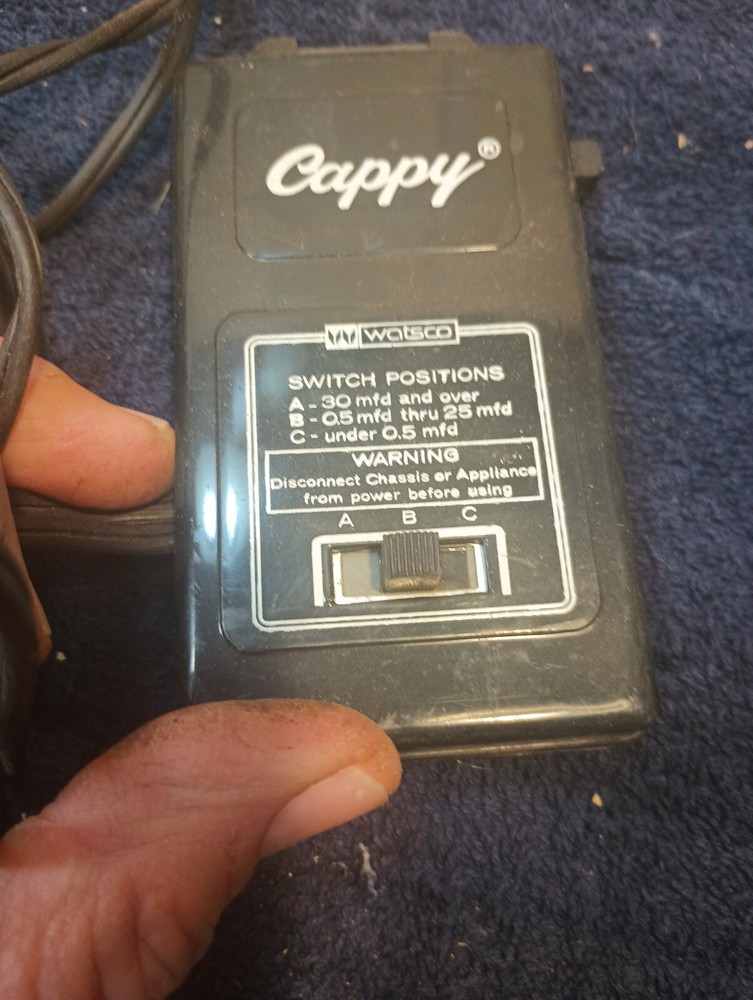 Cappy®
watsco
SWITCH POSITIONS
A - 30 mfd and over
B - 0.5 mfd thru 25 mfd
C - under 0.5 mfd
WARNING
Disconnect Chassis or Appliance
from power before using
A B C